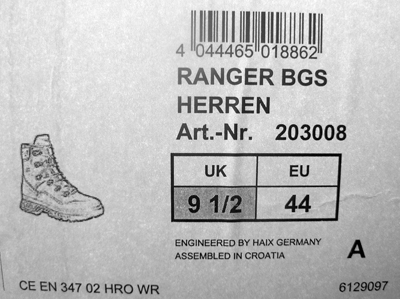 4 044465 018862
RANGER BGS
HERREN
Art.-Nr. 203008
UK EU
9 1/2 44
ENGINEERED BY HAIX GERMANY
ASSEMBLED IN CROATIA A
CE EN 347 02 HRO WR 6129097